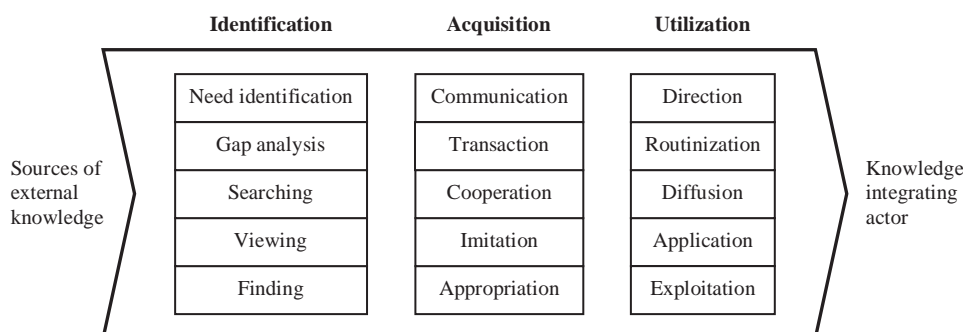 Identification
Acquisition
Utilization
Need identification
Communication
Direction
Gap analysis
Transaction
Routinization
Sources of
external
knowledge
Searching
Cooperation
Diffusion
Knowledge
integrating
actor
Viewing
Imitation
Application
Finding
Appropriation
Exploitation